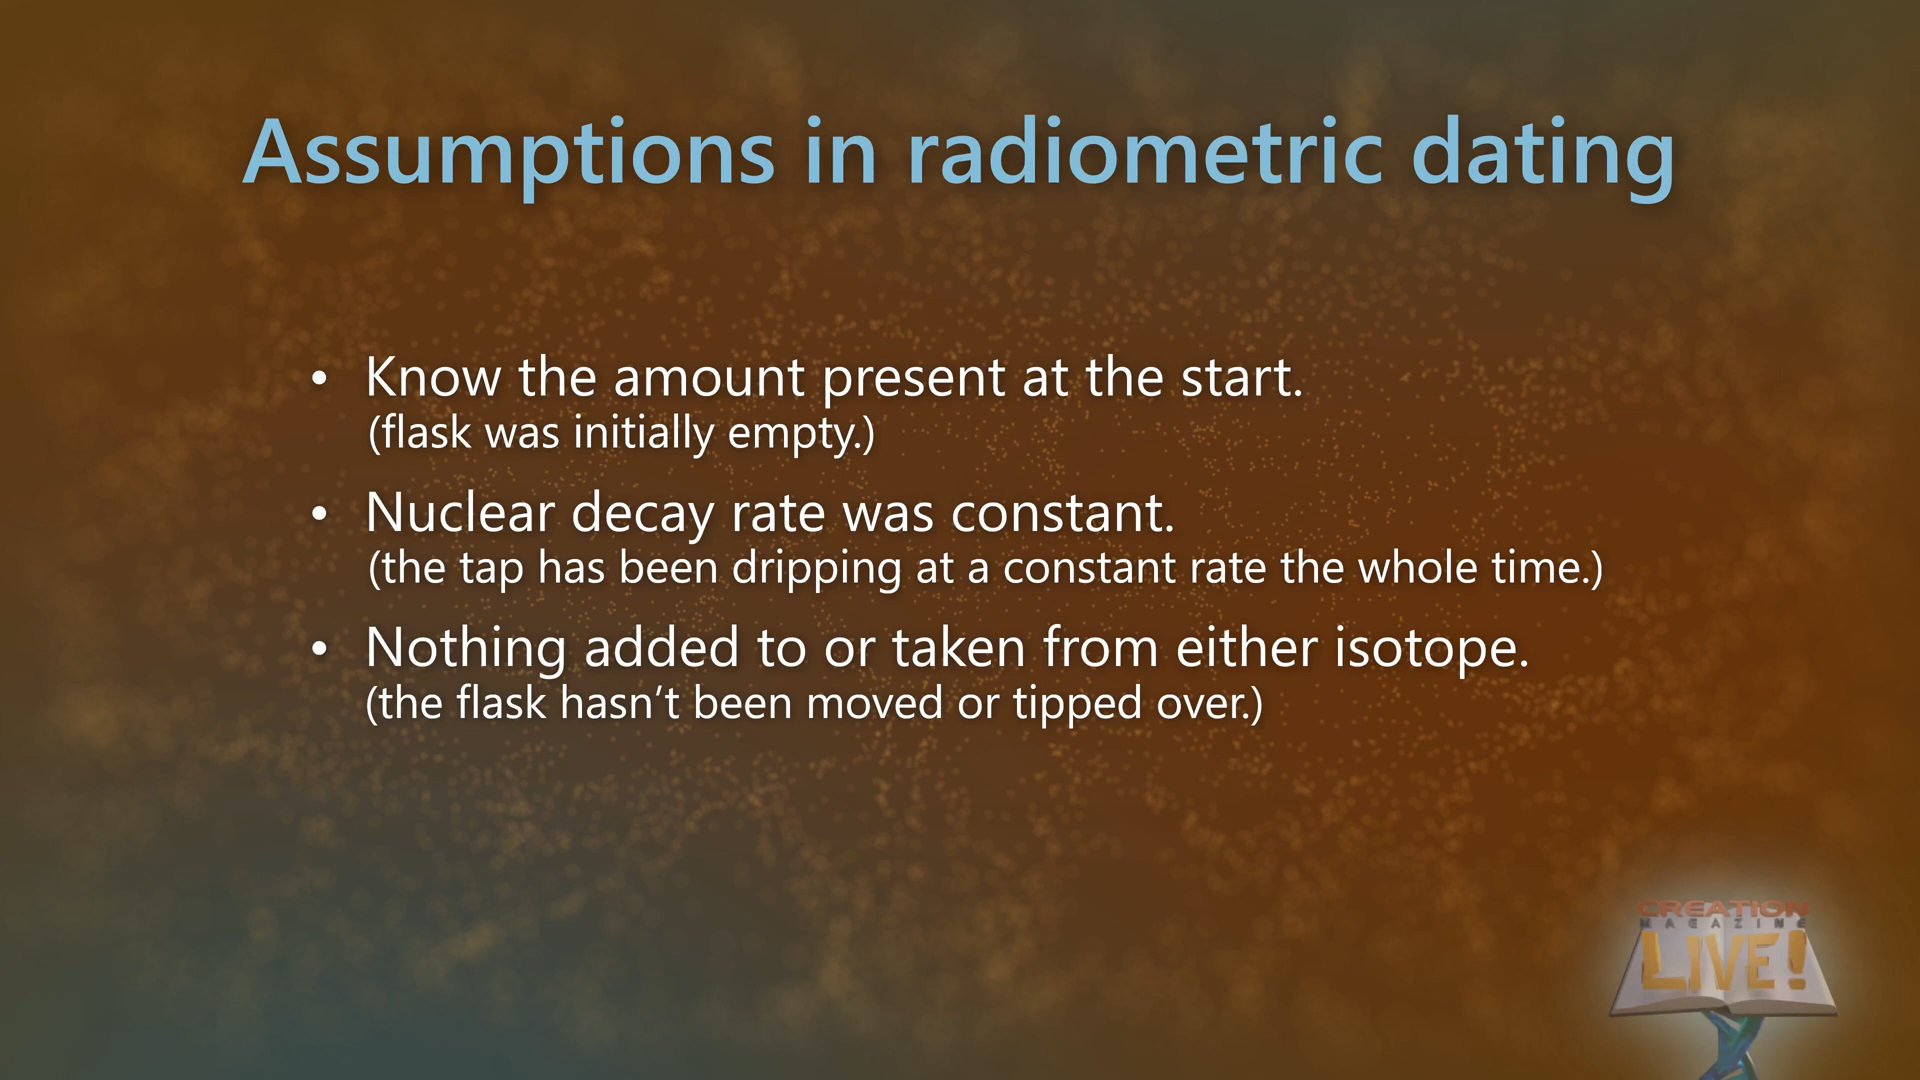 Assumptions in radiometric dating
• Know the amount present at the start.
(flask was initially empty.)
• Nuclear decay rate was constant.
(the tap has been dripping at a constant rate the whole time.)
• Nothing added to or taken from either isotope.
(the flask hasn’t been moved or tipped over.)
CREATION
MAGAZINE
LIVE!